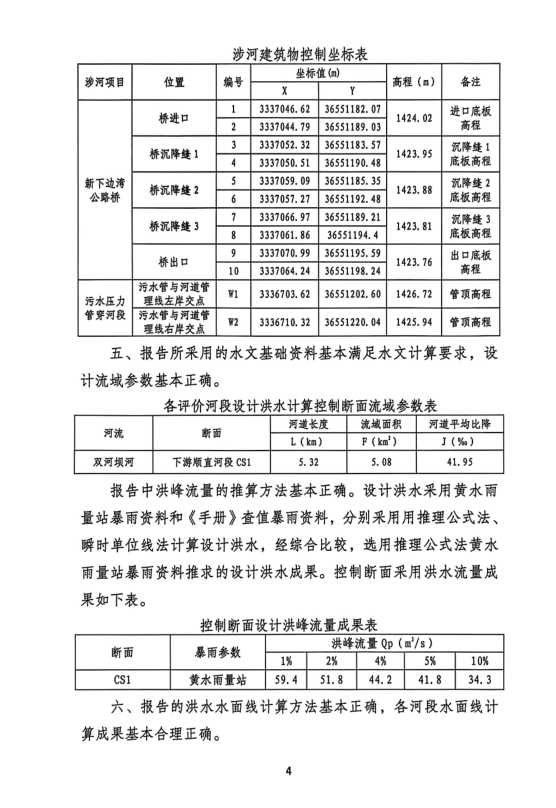 涉河建筑物控制坐标表
涉河项目 位置 编号 坐标值(m) 高程（m） 备注
X Y
新下边湾公路桥 桥进口 1 3337046.62 36551182.07 1424.02 进口底板高程
2 3337044.79 36551189.03
桥沉降缝1 3 3337052.32 36551183.57 1423.95 沉降缝1底板高程
4 3337050.51 36551190.48
桥沉降缝2 5 3337059.09 36551185.35 1423.88 沉降缝2底板高程
6 3337057.27 36551192.48
桥沉降缝3 7 3337066.97 36551189.21 1423.81 沉降缝3底板高程
8 3337061.86 36551194.4
桥出口 9 3337070.99 36551195.59 1423.76 出口底板高程
10 3337064.24 36551198.24
污水压力管穿河段 污水管与河道管理线左岸交点 W1 3336703.62 36551202.60 1426.72 管顶高程
污水管与河道管理线右岸交点 W2 3336710.32 36551220.04 1425.94 管顶高程
五、报告所采用的水文基础资料基本满足水文计算要求，设
计流域参数基本正确。
各评价河段设计洪水计算控制断面流域参数表
河流 断面 河道长度 流域面积 河道平均比降
L（km） F（km²） J（‰）
双河坝河 下游顺直河段CS1 5.32 5.08 41.95
报告中洪峰流量的推算方法基本正确。设计洪水采用黄水雨
量站暴雨资料和《手册》查值暴雨资料，分别采用用推理公式法、
瞬时单位线法计算设计洪水，经综合比较，选用推理公式法黄水
雨量站暴雨资料推求的设计洪水成果。控制断面采用洪水流量成
果如下表。
控制断面设计洪峰流量成果表
断面 暴雨参数 洪峰流量Qp（m³/s）
1% 2% 4% 5% 10%
CS1 黄水雨量站 59.4 51.8 44.2 41.8 34.3
六、报告的洪水水面线计算方法基本正确，各河段水面线计
算成果基本合理正确。
4